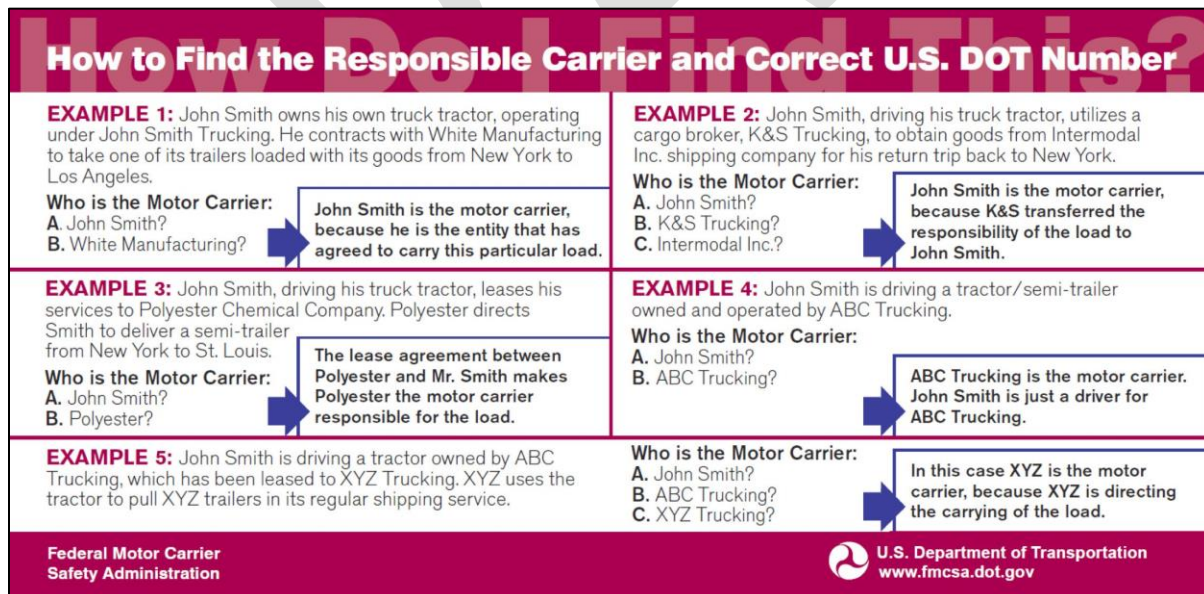 How Do I Find This?
How to Find the Responsible Carrier and Correct U.S. DOT Number
EXAMPLE 1: John Smith owns his own truck tractor, operating
under John Smith Trucking. He contracts with White Manufacturing
to take one of its trailers loaded with its goods from New York to
Los Angeles.
Who is the Motor Carrier:
A. John Smith?
B. White Manufacturing?
John Smith is the motor carrier,
because he is the entity that has
agreed to carry this particular load.
EXAMPLE 2: John Smith, driving his truck tractor, utilizes a
cargo broker, K&S Trucking, to obtain goods from Intermodal
Inc. shipping company for his return trip back to New York.
Who is the Motor Carrier:
A. John Smith?
B. K&S Trucking?
C. Intermodal Inc.?
John Smith is the motor carrier,
because K&S transferred the
responsibility of the load to
John Smith.
EXAMPLE 3: John Smith, driving his truck tractor, leases his
services to Polyester Chemical Company. Polyester directs
Smith to deliver a semi-trailer
from New York to St. Louis.
Who is the Motor Carrier:
A. John Smith?
B. Polyester?
The lease agreement between
Polyester and Mr. Smith makes
Polyester the motor carrier
responsible for the load.
EXAMPLE 4: John Smith is driving a tractor/semi-trailer
owned and operated by ABC Trucking.
Who is the Motor Carrier:
A. John Smith?
B. ABC Trucking?
ABC Trucking is the motor carrier.
John Smith is just a driver for
ABC Trucking.
EXAMPLE 5: John Smith is driving a tractor owned by ABC
Trucking, which has been leased to XYZ Trucking. XYZ uses the
tractor to pull XYZ trailers in its regular shipping service.
Who is the Motor Carrier:
A. John Smith?
B. ABC Trucking?
C. XYZ Trucking?
In this case XYZ is the motor
carrier, because XYZ is directing
the carrying of the load.
Federal Motor Carrier
Safety Administration
U.S. Department of Transportation
www.fmcsa.dot.gov